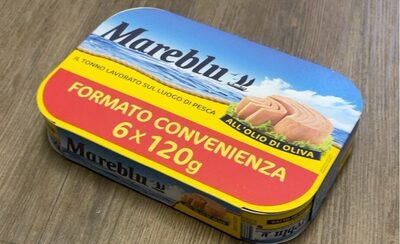 Mareblu
IL TONNO LAVORATO SUL LUOGO DI PESCA
ALL'OLIO DI OLIVA
FORMATO CONVENIENZA
6 x 120g
Mareblu